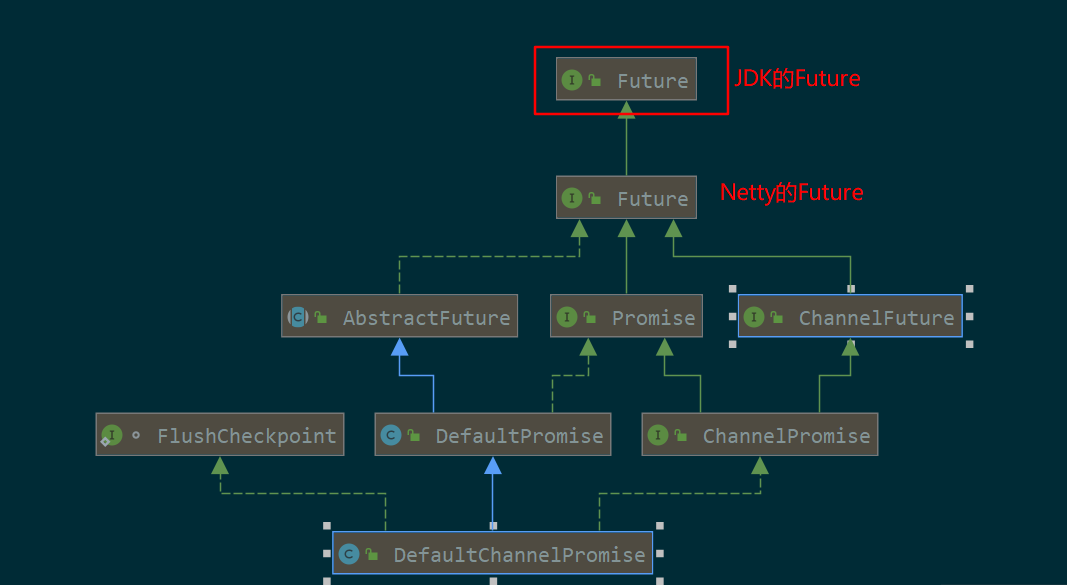 Future
JDK的Future
Future
Netty的Future
AbstractFuture
Promise
ChannelFuture
FlushCheckpoint
DefaultPromise
ChannelPromise
DefaultChannelPromise